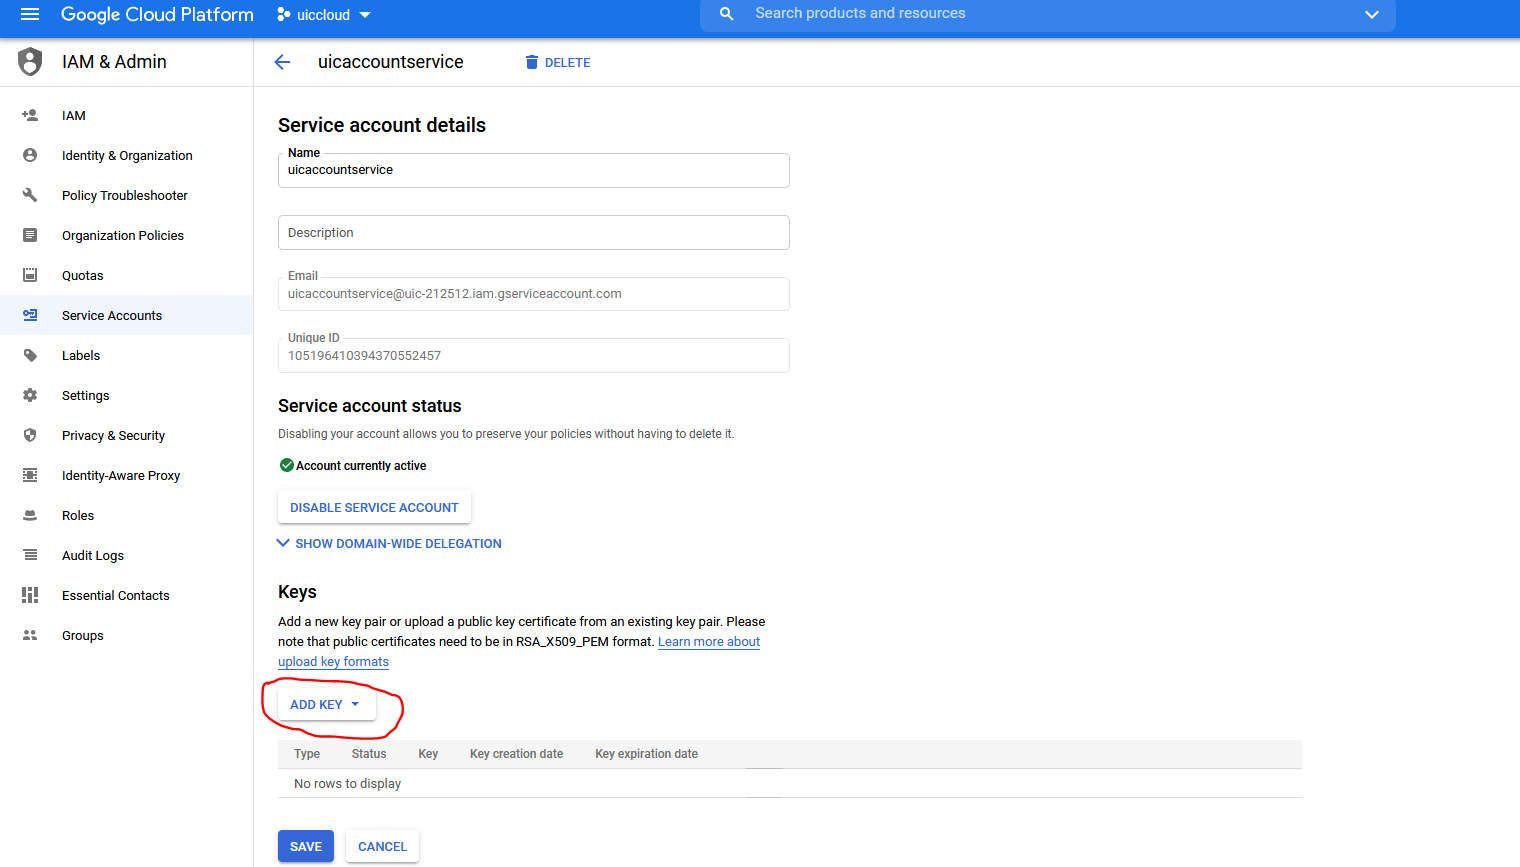 Google Cloud Platform
uiccloud
Search products and resources
IAM & Admin
uicaccountservice
DELETE
IAM
Identity & Organization
Policy Troubleshooter
Organization Policies
Quotas
Service Accounts
Labels
Settings
Privacy & Security
Identity-Aware Proxy
Roles
Audit Logs
Essential Contacts
Groups
Service account details
Name
uicaccountservice
Description
Email
uicaccountservice@uic-212512.iam.gserviceaccount.com
Unique ID
105196410394370552457
Service account status
Disabling your account allows you to preserve your policies without having to delete it.
Account currently active
DISABLE SERVICE ACCOUNT
SHOW DOMAIN-WIDE DELEGATION
Keys
Add a new key pair or upload a public key certificate from an existing key pair. Please
note that public certificates need to be in RSA_X509_PEM format. Learn more about
upload key formats
ADD KEY
Type Status Key Key creation date Key expiration date
No rows to display
SAVE CANCEL